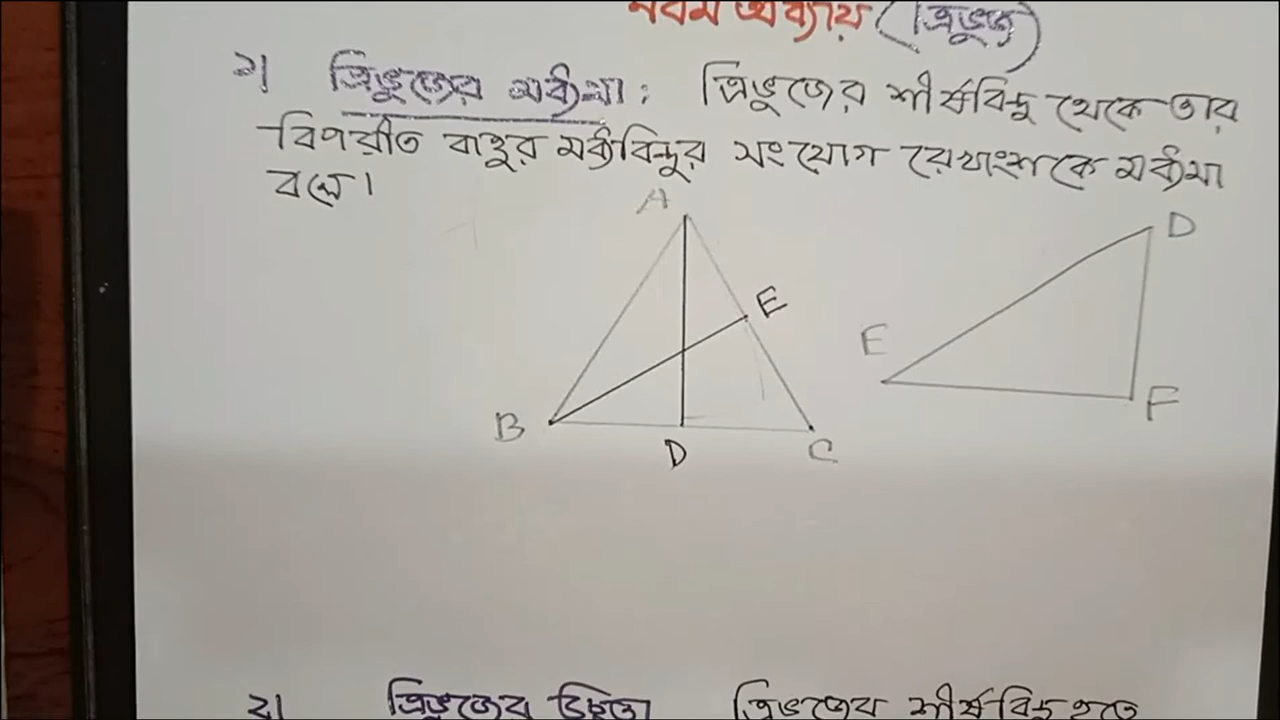 নবম অধ্যায় (ত্রিভুজ)
১। ত্রিভুজের মধ্যমা: ত্রিভুজের শীর্ষবিন্দু থেকে তার
বিপরীত বাহুর মধ্যবিন্দুর সংযোগ রেখাংশকে মধ্যমা
বলে।
A
D
E
E
B
D
C
F
২। ত্রিভুজের উচ্চতা ত্রিভুজের শীর্ষবিন্দু হতে